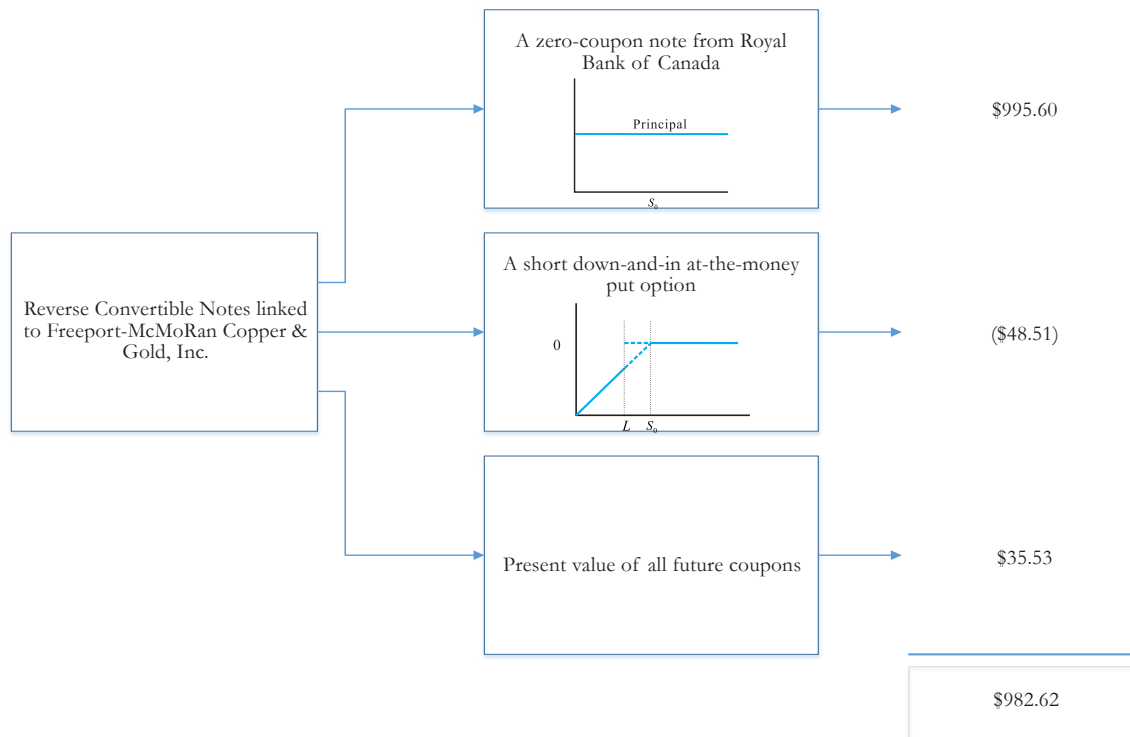 A zero-coupon note from Royal
Bank of Canada
Principal
S₀
$995.60
Reverse Convertible Notes linked
to Freeport-McMoRan Copper &
Gold, Inc.
A short down-and-in at-the-money
put option
0
L S₀
($48.51)
Present value of all future coupons
$35.53
$982.62